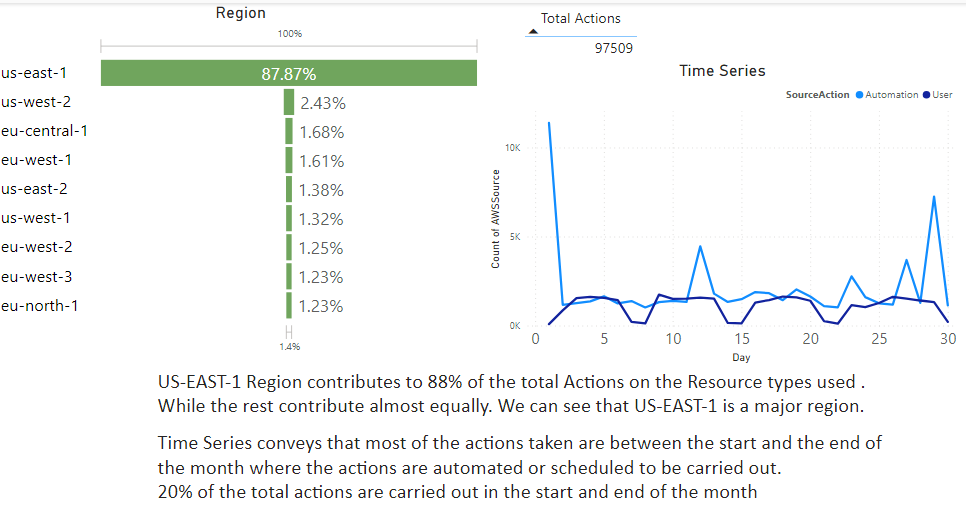 Region
100%
us-east-1 87.87%
us-west-2 2.43%
eu-central-1 1.68%
eu-west-1 1.61%
us-east-2 1.38%
us-west-1 1.32%
eu-west-2 1.25%
eu-west-3 1.23%
eu-north-1 1.23%
1.4%
Total Actions
97509
Time Series
SourceAction Automation User
Count of AWSSource
10K
5K
0K
0 5 10 15 20 25 30
Day
US-EAST-1 Region contributes to 88% of the total Actions on the Resource types used .
While the rest contribute almost equally. We can see that US-EAST-1 is a major region.
Time Series conveys that most of the actions taken are between the start and the end of
the month where the actions are automated or scheduled to be carried out.
20% of the total actions are carried out in the start and end of the month